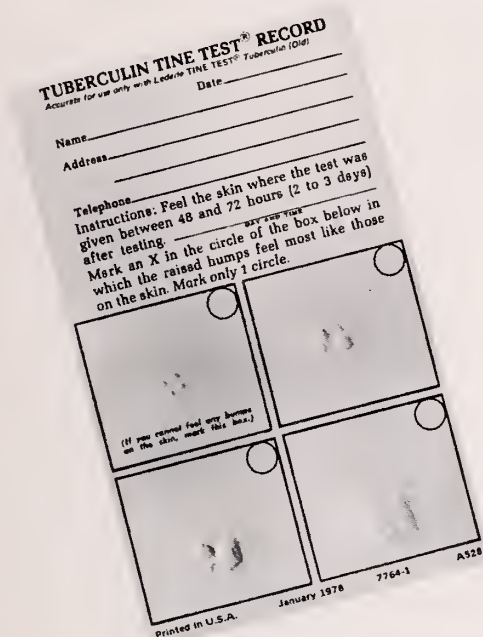 TUBERCULIN TINE TEST® RECORD
Accurate for use only with Lederle TINE TEST® Tuberculin (Old)
Date
Name
Address
Telephone
Instructions: Feel the skin where the test was
given between 48 and 72 hours (2 to 3 days)
after testing.
DAY AND TIME
Mark an X in the circle of the box below in
which the raised bumps feel most like those
on the skin. Mark only 1 circle.
(If you cannot feel any bumps
on the skin, mark this box.)
Printed in U.S.A. January 1978 7764-1 A528